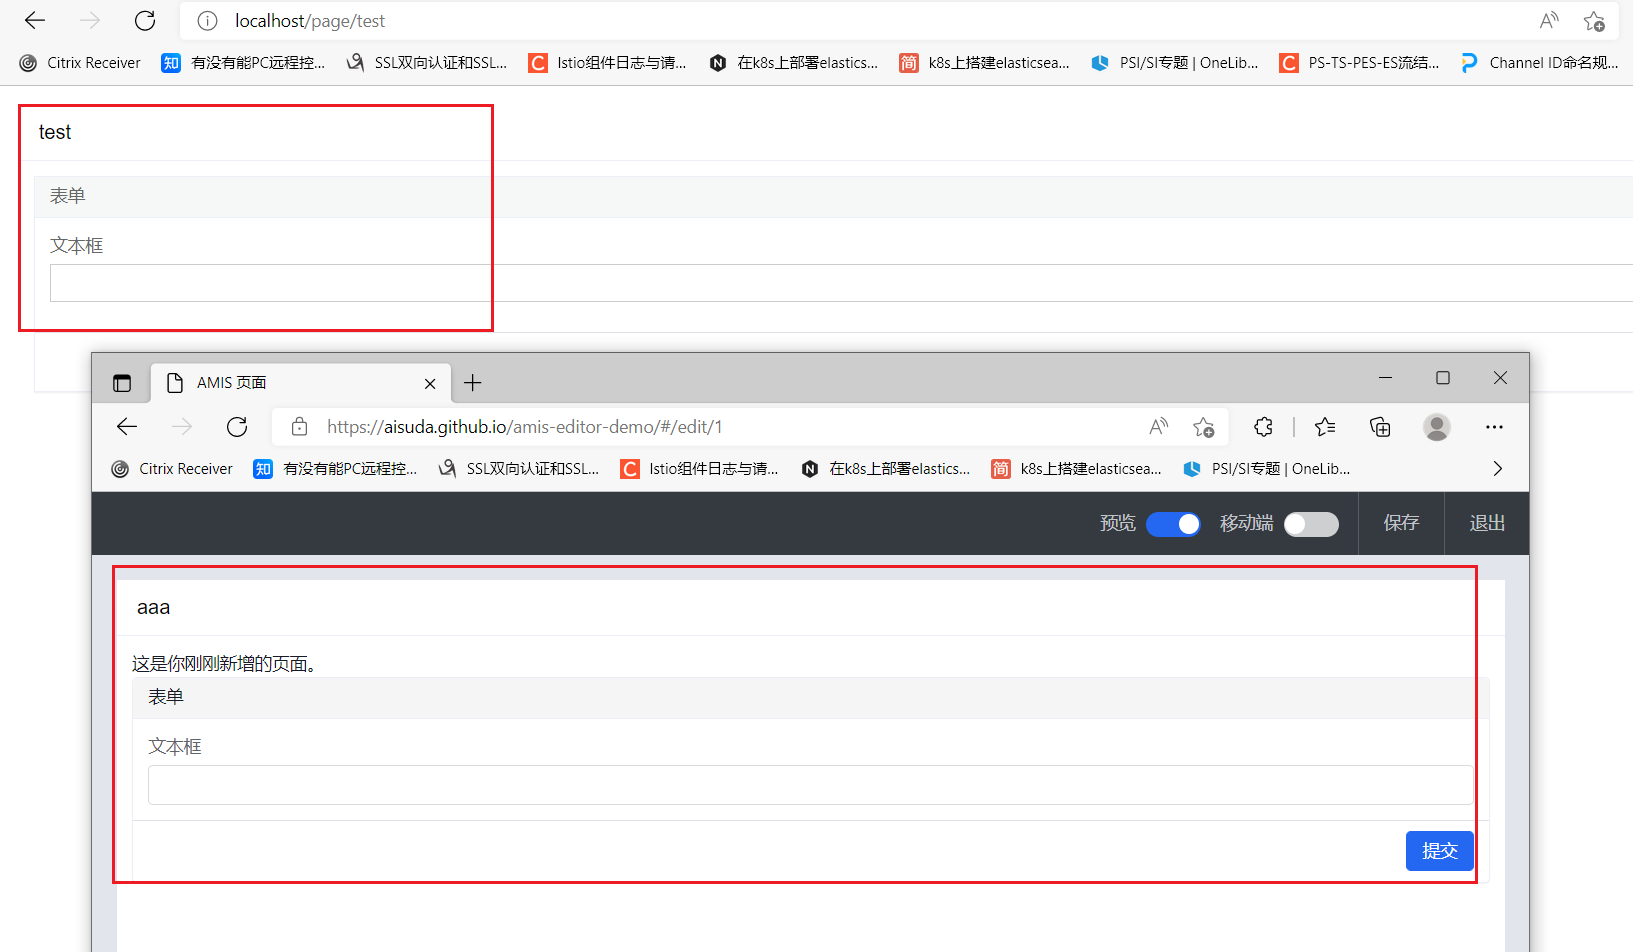 localhost/page/test
Citrix Receiver 有没有能PC远程控... SSL双向认证和SSL... Istio组件日志与请... 在k8s上部署elastics... k8s上搭建elasticsea... PSI/SI专题 | OneLib... PS-TS-PES-ES流结... Channel ID命名规...
test
表单
文本框
AMIS 页面
https://aisuda.github.io/amis-editor-demo/#/edit/1
Citrix Receiver 有没有能PC远程控... SSL双向认证和SSL... Istio组件日志与请... 在k8s上部署elastics... k8s上搭建elasticsea... PSI/SI专题 | OneLib...
预览 移动端 保存 退出
aaa
这是你刚刚新增的页面。
表单
文本框
提交